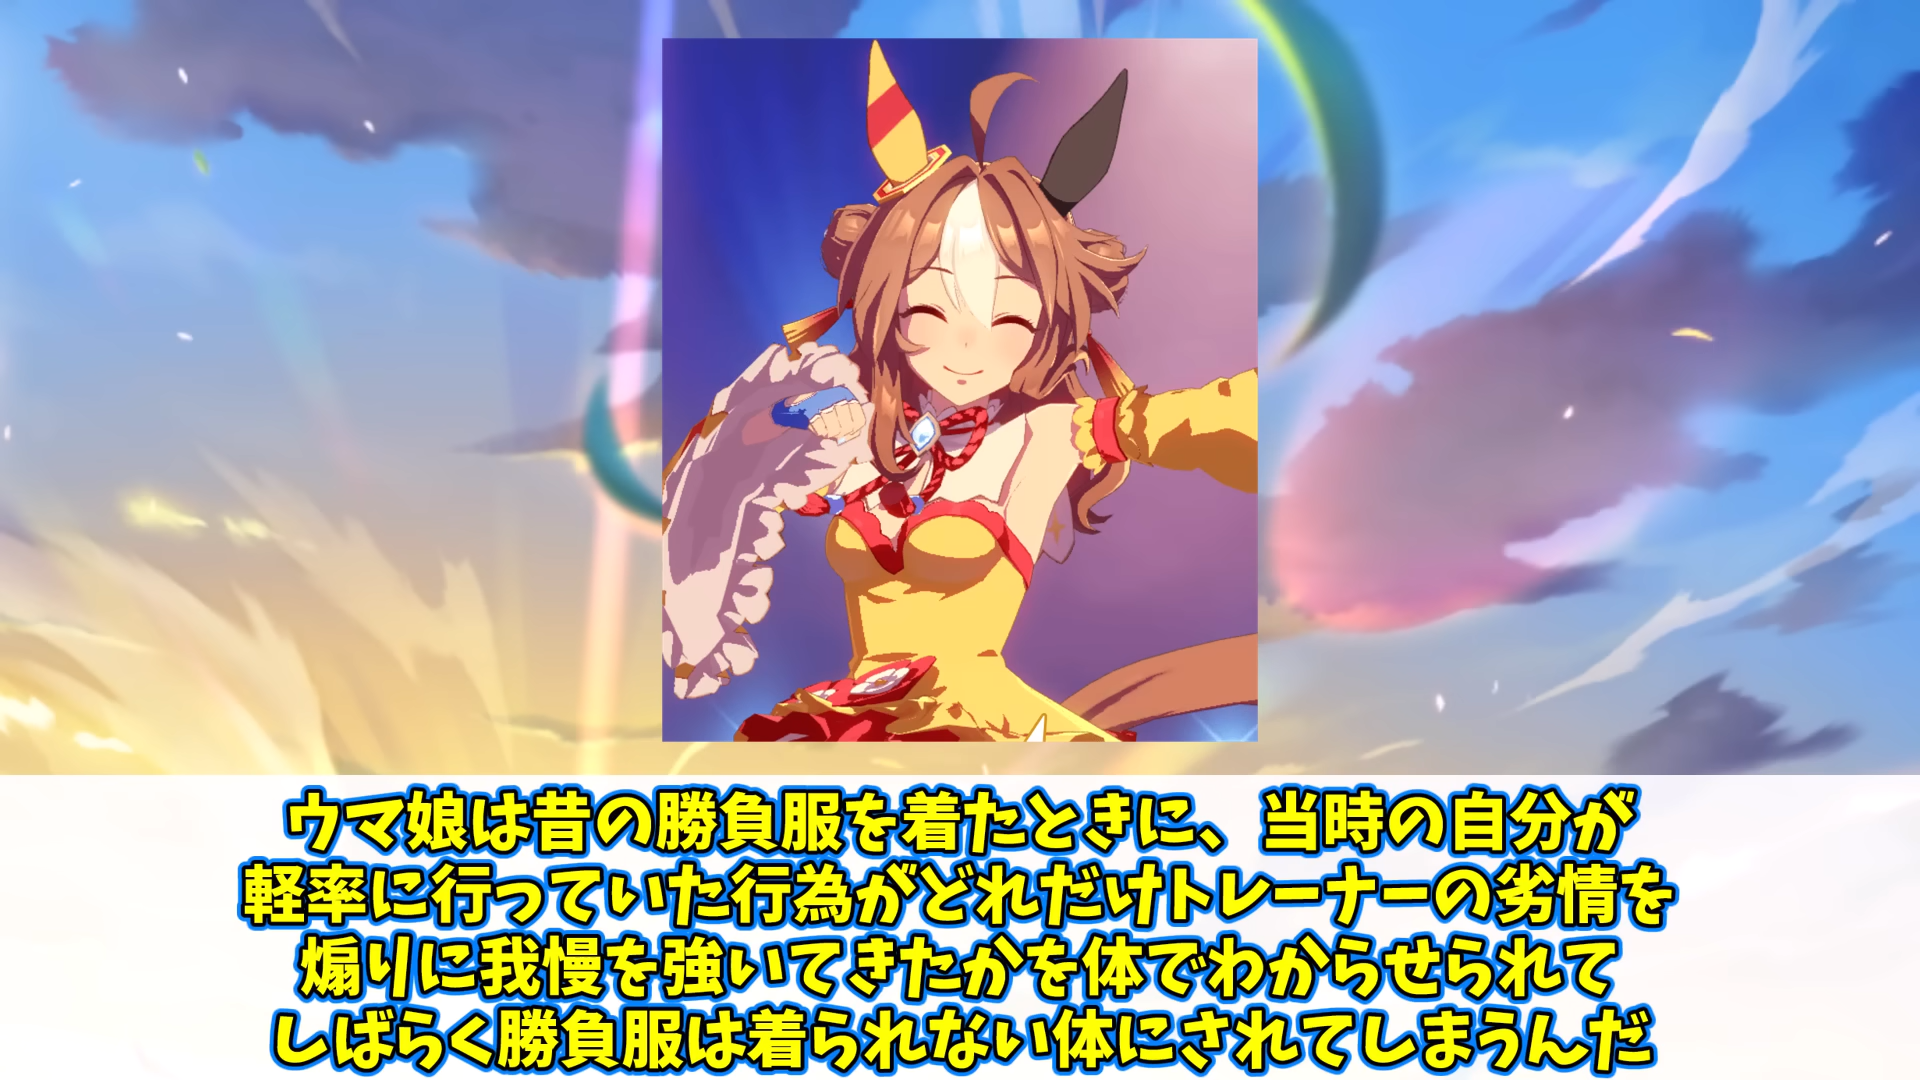 ウマ娘は昔の勝負服を着たときに、当時の自分が
軽率に行っていた行為がどれだけトレーナーの劣情を
煽りに我慢を強いてきたかを体でわからせられて
しばらく勝負服は着られない体にされてしまうんだ